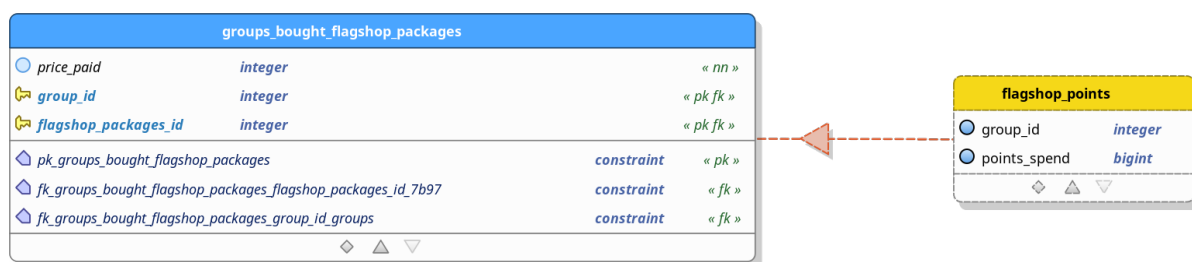 groups_bought_flagshop_packages
price_paid integer « nn »
group_id integer « pk fk »
flagshop_packages_id integer « pk fk »
pk_groups_bought_flagshop_packages constraint « pk »
fk_groups_bought_flagshop_packages_flagshop_packages_id_7b97 constraint « fk »
fk_groups_bought_flagshop_packages_group_id_groups constraint « fk »
flagshop_points
group_id integer
points_spend bigint